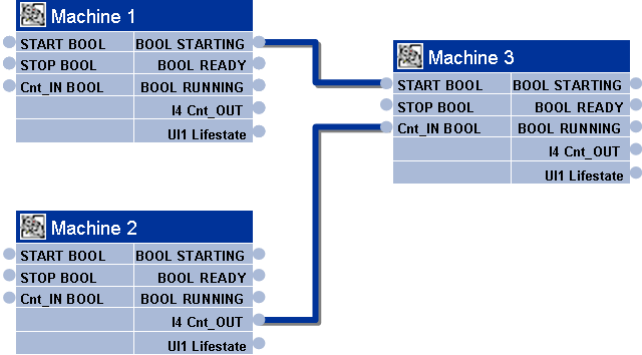 Machine 1
START BOOL BOOL STARTING
STOP BOOL BOOL READY
Cnt_IN BOOL BOOL RUNNING
I4 Cnt_OUT
UI1 Lifestate
Machine 3
START BOOL BOOL STARTING
STOP BOOL BOOL READY
Cnt_IN BOOL BOOL RUNNING
I4 Cnt_OUT
UI1 Lifestate
Machine 2
START BOOL BOOL STARTING
STOP BOOL BOOL READY
Cnt_IN BOOL BOOL RUNNING
I4 Cnt_OUT
UI1 Lifestate